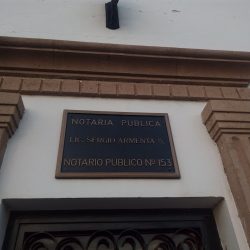 NOTARIA PUBLICA
LIC. SERGIO ARMENTA S.
NOTARIO PUBLICO Nº 153